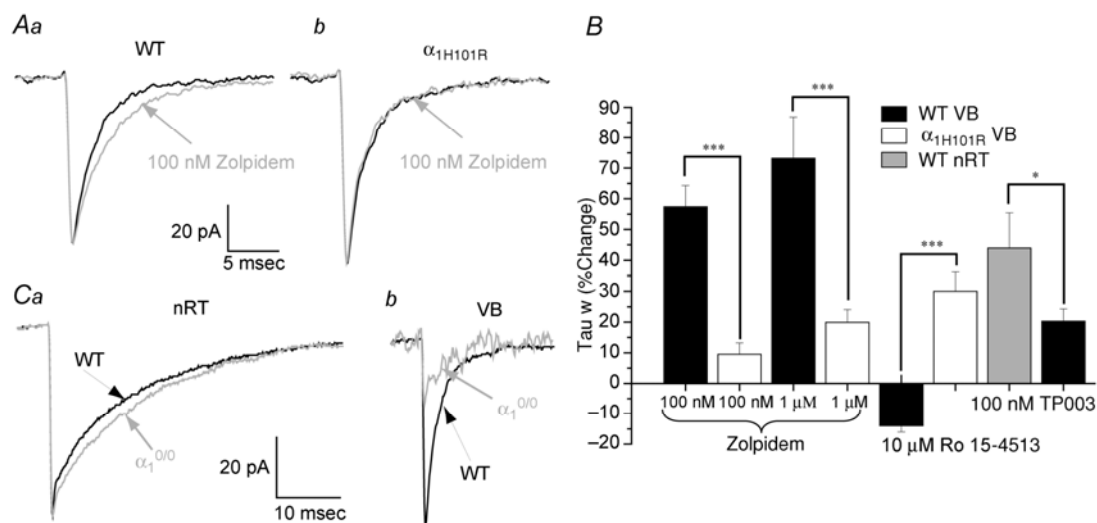 Aa
WT
100 nM Zolpidem
20 pA
5 msec
b
α1H101R
100 nM Zolpidem
B
Tau w (%Change)
90
80
70
60
50
40
30
20
10
0
−10
−20
***
***
***
*
WT VB
α1H101R VB
WT nRT
100 nM 100 nM 1 μM 1 μM
Zolpidem
10 μM Ro 15-4513
100 nM TP003
Ca
nRT
WT
α1 0/0
20 pA
10 msec
b
VB
α1 0/0
WT